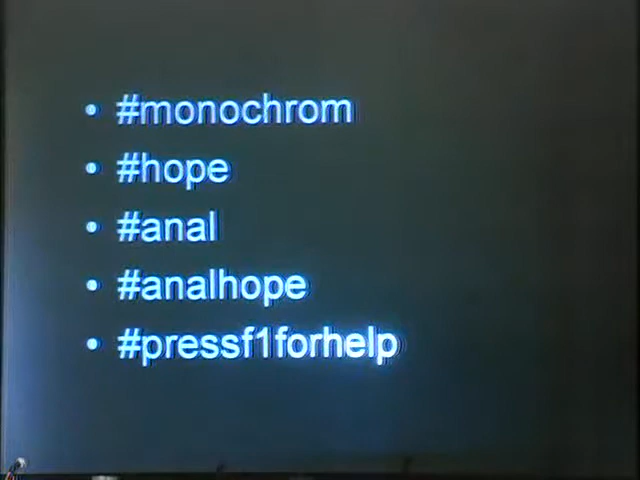 • #monochrom
• #hope
• #anal
• #analhope
• #pressf1forhelp